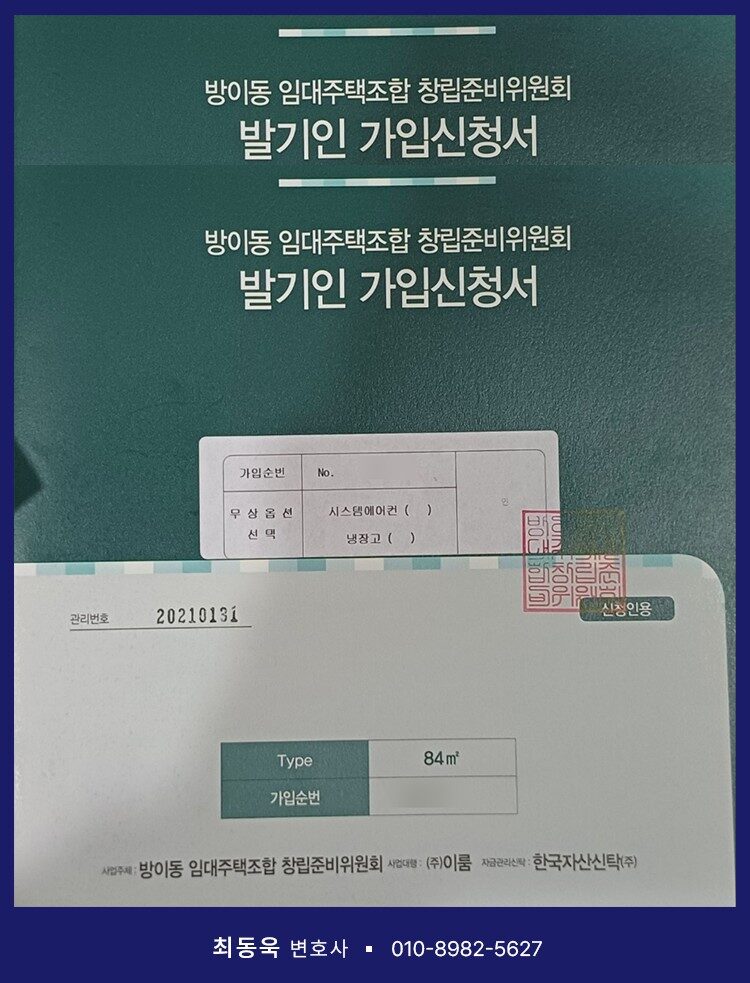 방이동 임대주택조합 창립준비위원회
발기인 가입신청서
방이동 임대주택조합 창립준비위원회
발기인 가입신청서
가입순번 No.
무상옵션 선택
시스템에어컨 ( )
냉장고 ( )
인
관리번호 20210131
신청인용
Type 84㎡
가입순번
사업주체 : 방이동 임대주택조합 창립준비위원회 사업대행 : (주)이룸 자금관리신탁 : 한국자산신탁(주)
최동욱 변호사 ▪ 010-8982-5627